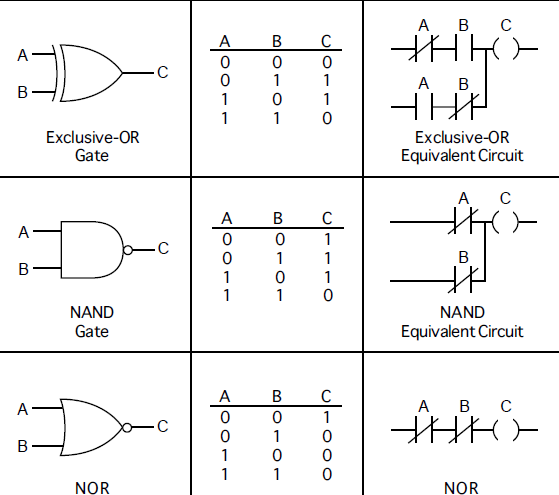 A
B
C
Exclusive-OR
Gate
A B C
0 0 0
0 1 1
1 0 1
1 1 0
A B C
A B
Exclusive-OR
Equivalent Circuit
A
B
C
NAND
Gate
A B C
0 0 1
0 1 1
1 0 1
1 1 0
A C
B
NAND
Equivalent Circuit
A
B
C
NOR
A B C
0 0 1
0 1 0
1 0 0
1 1 0
A B C
NOR